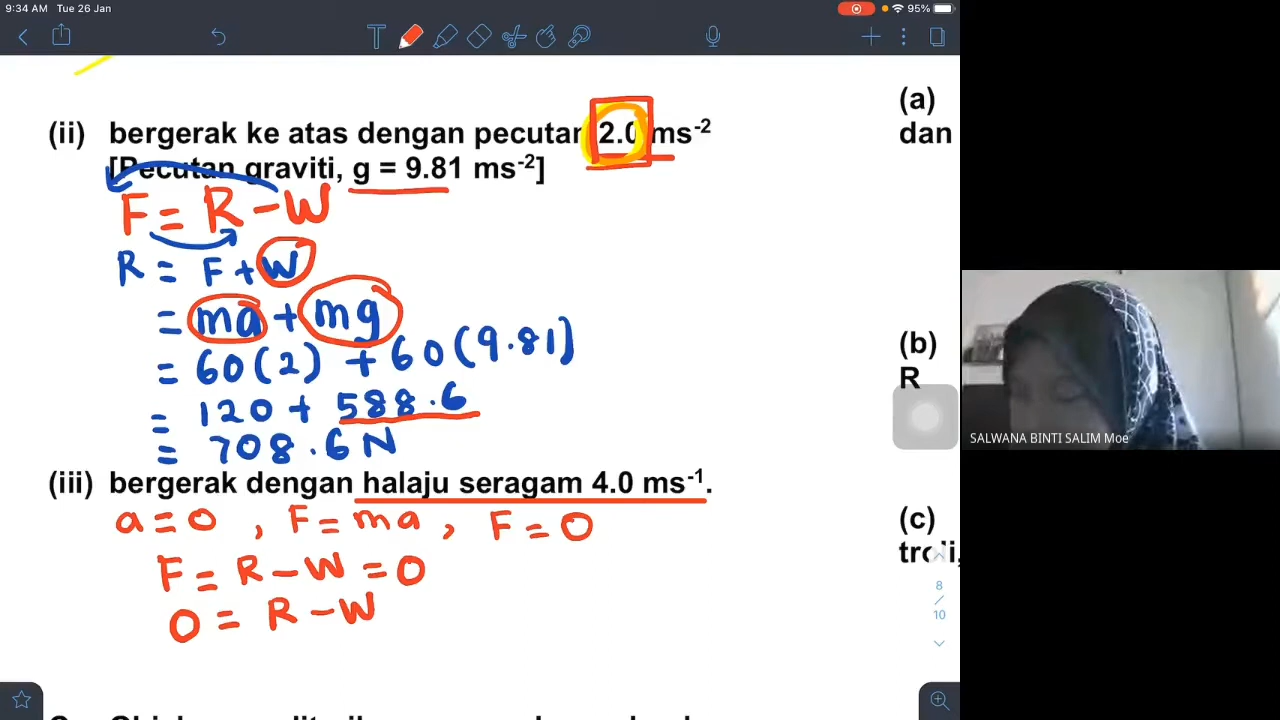 9:34 AM Tue 26 Jan
95%
(ii) bergerak ke atas dengan pecutan 2.0 ms-2
[Pecutan graviti, g = 9.81 ms-2]
F = R - W
R = F + W
= ma + mg
= 60(2) + 60(9.81)
= 120 + 588.6
= 708.6 N
(iii) bergerak dengan halaju seragam 4.0 ms-1.
a = 0 , F = ma , F = 0
F = R - W = 0
0 = R - W
(a)
dan
(b)
R
(c)
troli,
8
/
10
SALWANA BINTI SALIM Moe